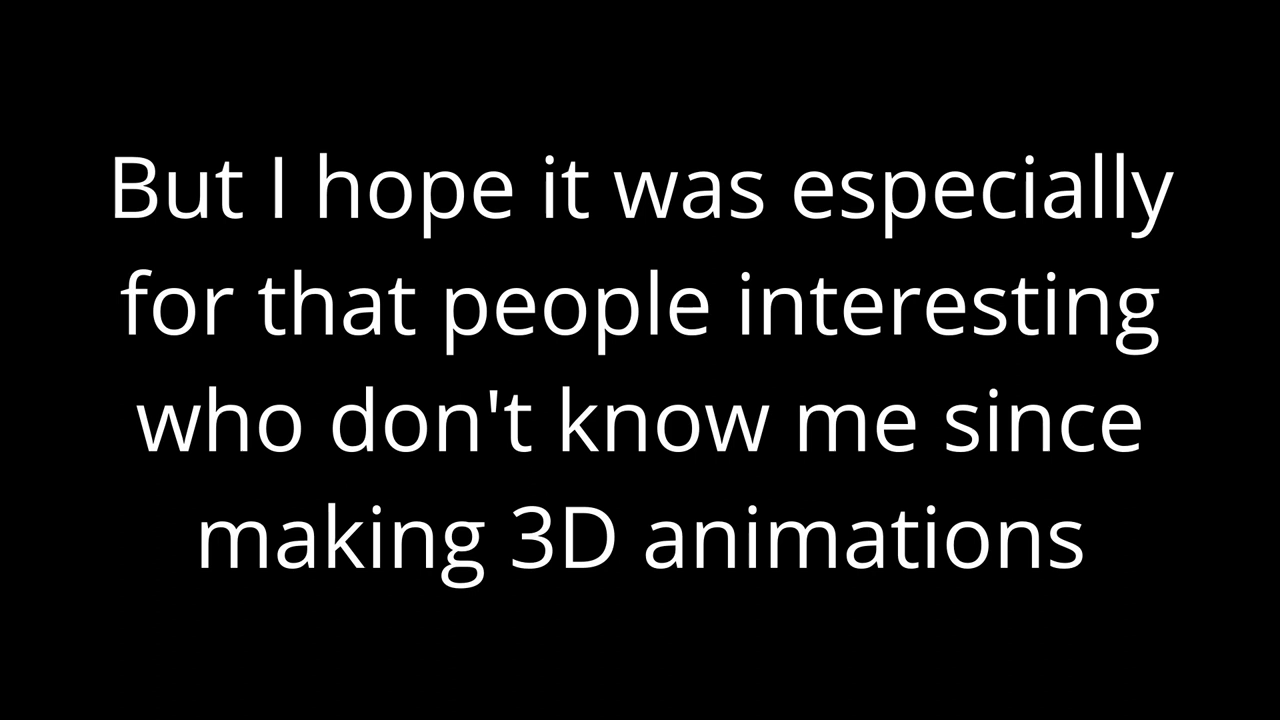 But I hope it was especially
for that people interesting
who don't know me since
making 3D animations